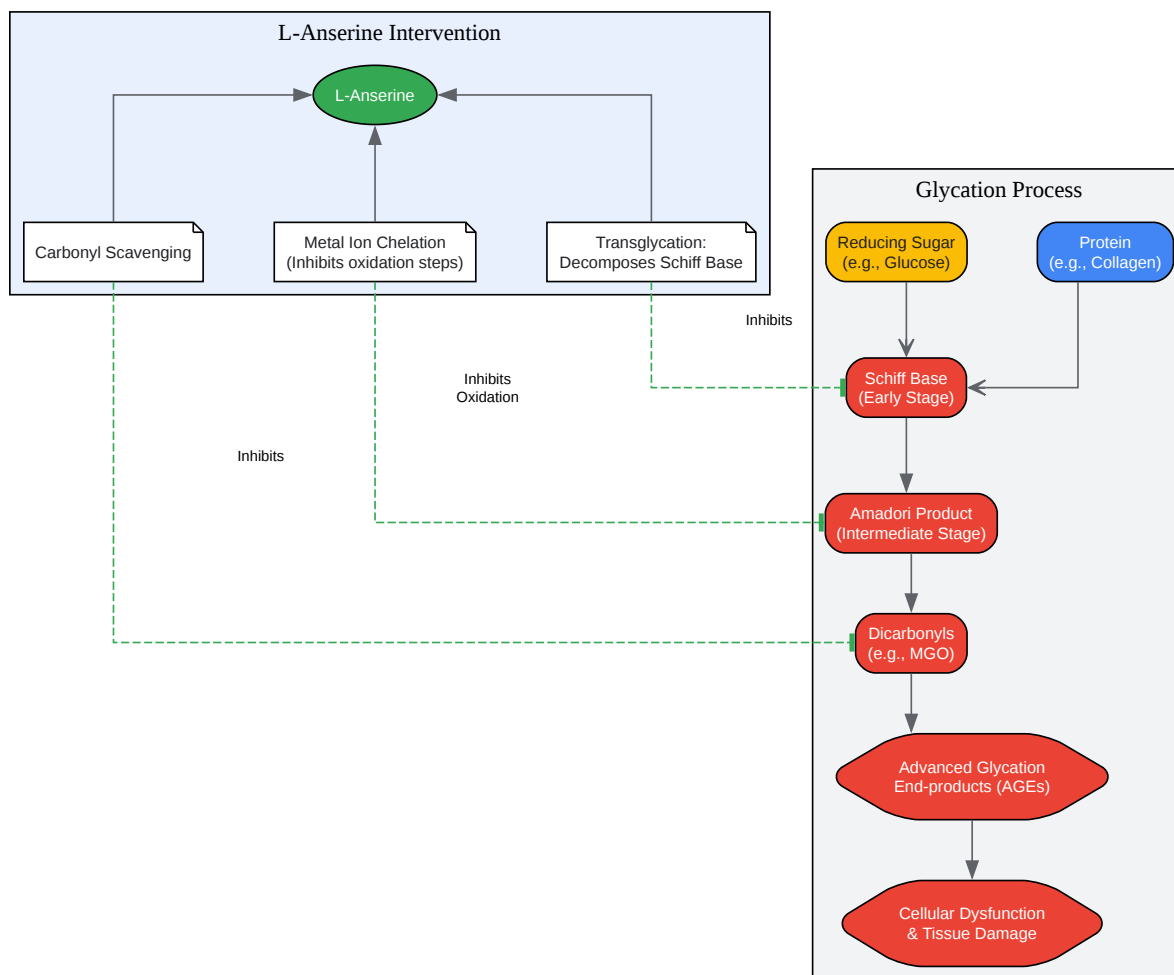 L-Anserine Intervention
L-Anserine
Carbonyl Scavenging
Metal Ion Chelation
(Inhibits oxidation steps)
Transglycation:
Decomposes Schiff Base
Inhibits
Inhibits
Oxidation
Inhibits
Glycation Process
Reducing Sugar
(e.g., Glucose)
Protein
(e.g., Collagen)
Schiff Base
(Early Stage)
Amadori Product
(Intermediate Stage)
Dicarbonyls
(e.g., MGO)
Advanced Glycation
End-products (AGEs)
Cellular Dysfunction
& Tissue Damage